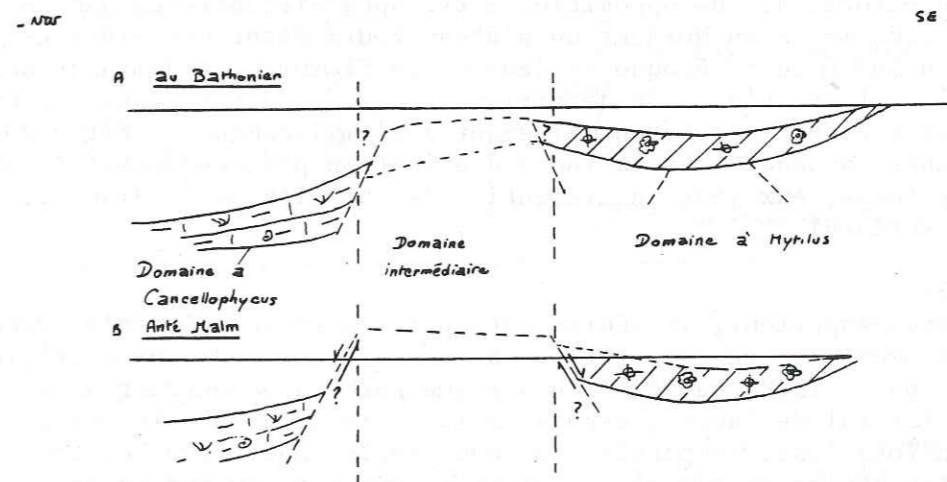 NW
SE
A au Bathonien
?
Domaine
intermédiaire
Domaine à Mytilus
Domaine a
Cancellophycus
B Anté Malm
?
?